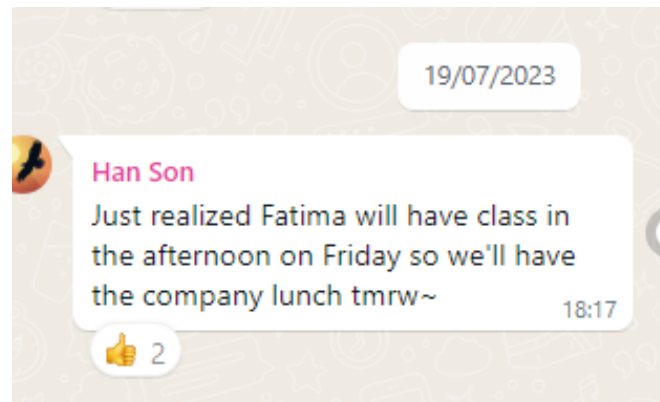 19/07/2023
Han Son
Just realized Fatima will have class in
the afternoon on Friday so we'll have
the company lunch tmrw~
18:17
👍 2